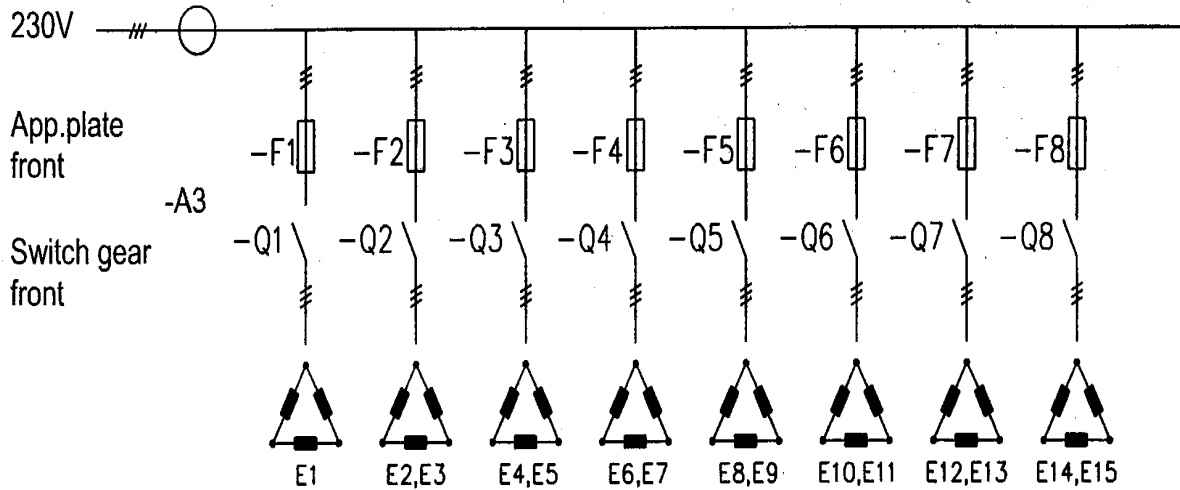 230V
App.plate
front
-F1 -F2 -F3 -F4 -F5 -F6 -F7 -F8
-A3
-Q1 -Q2 -Q3 -Q4 -Q5 -Q6 -Q7 -Q8
Switch gear
front
E1 E2,E3 E4,E5 E6,E7 E8,E9 E10,E11 E12,E13 E14,E15